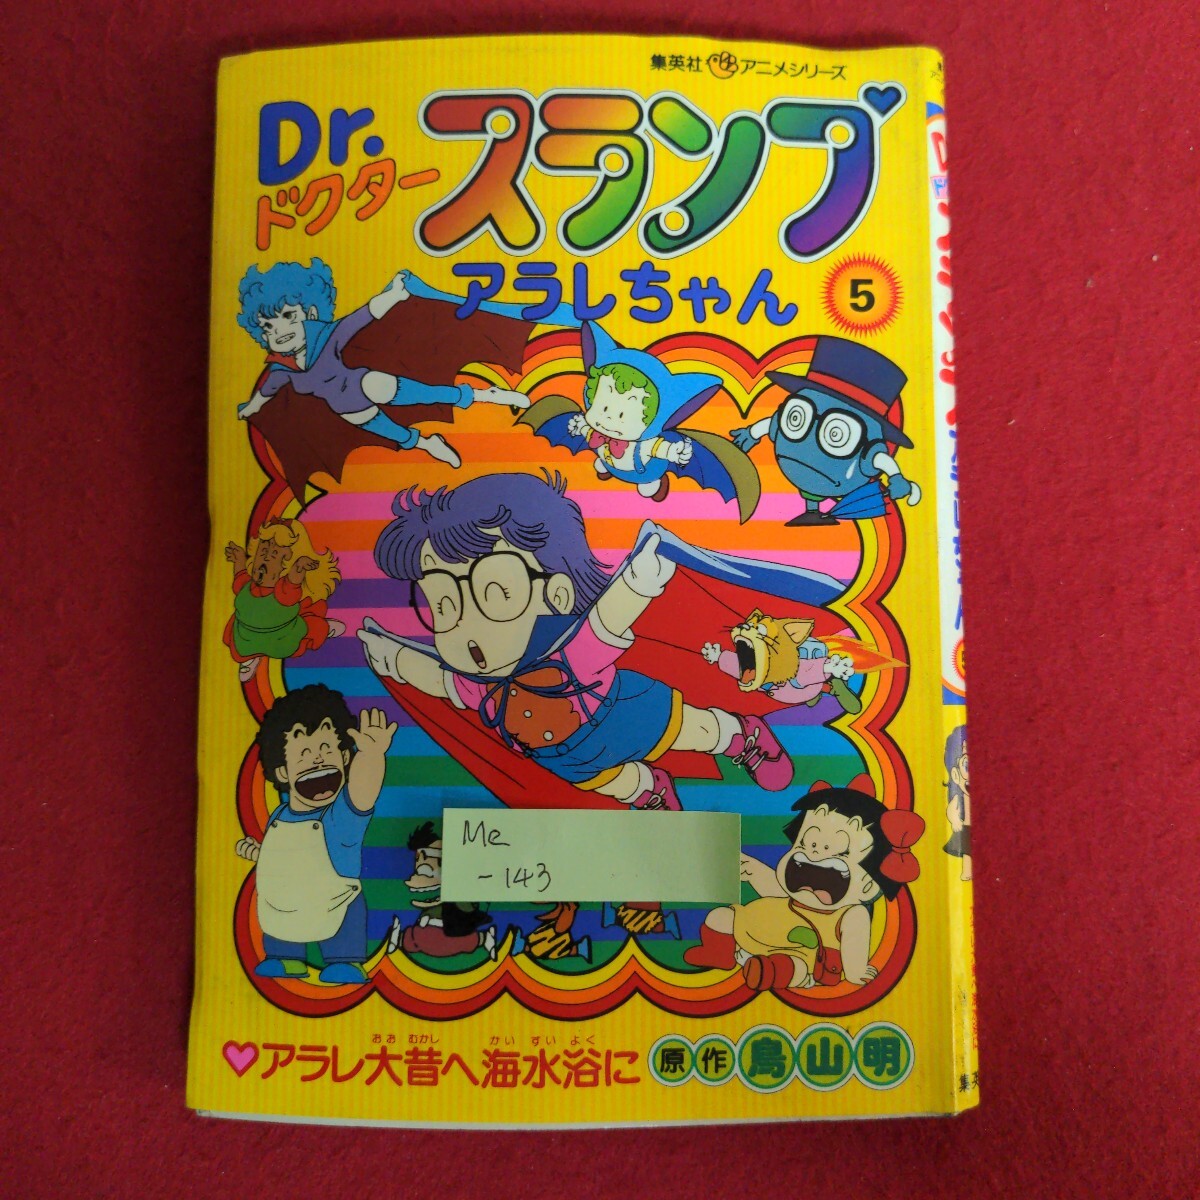 集英社 アニメシリーズ
Dr.
ドクター
スランプ
アラレちゃん
5
Me
-143
おおむかし かいすいよく
♥アラレ大昔へ海水浴に
原作 鳥山明